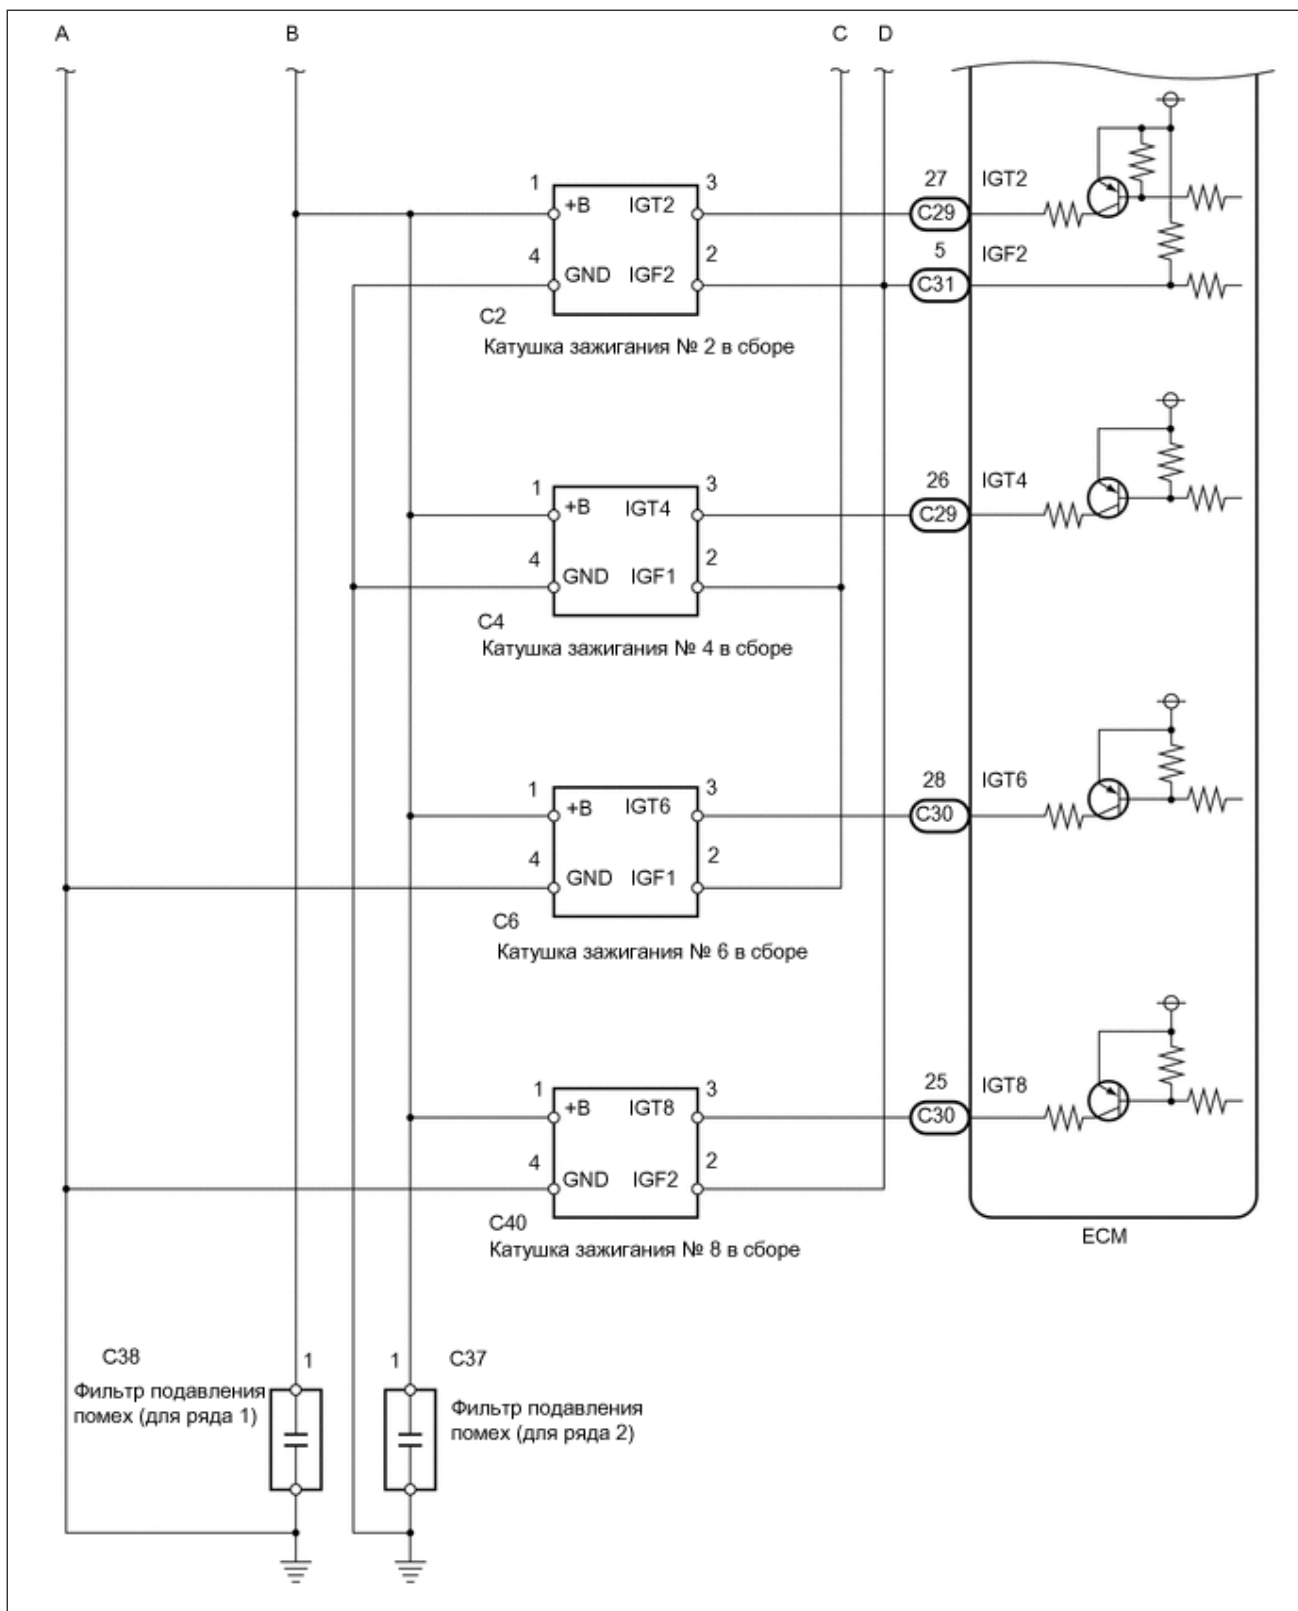 A B C D
27 IGT2
1 3
+B IGT2
C29
5 IGF2
4 2
GND IGF2
C31
C2
Катушка зажигания № 2 в сборе
26 IGT4
1 3
+B IGT4
C29
4 2
GND IGF1
C4
Катушка зажигания № 4 в сборе
28 IGT6
1 3
+B IGT6
C30
4 2
GND IGF1
C6
Катушка зажигания № 6 в сборе
25 IGT8
1 3
+B IGT8
C30
4 2
GND IGF2
C40
Катушка зажигания № 8 в сборе
ECM
C38 1
Фильтр подавления
помех (для ряда 1)
1 C37
Фильтр подавления
помех (для ряда 2)